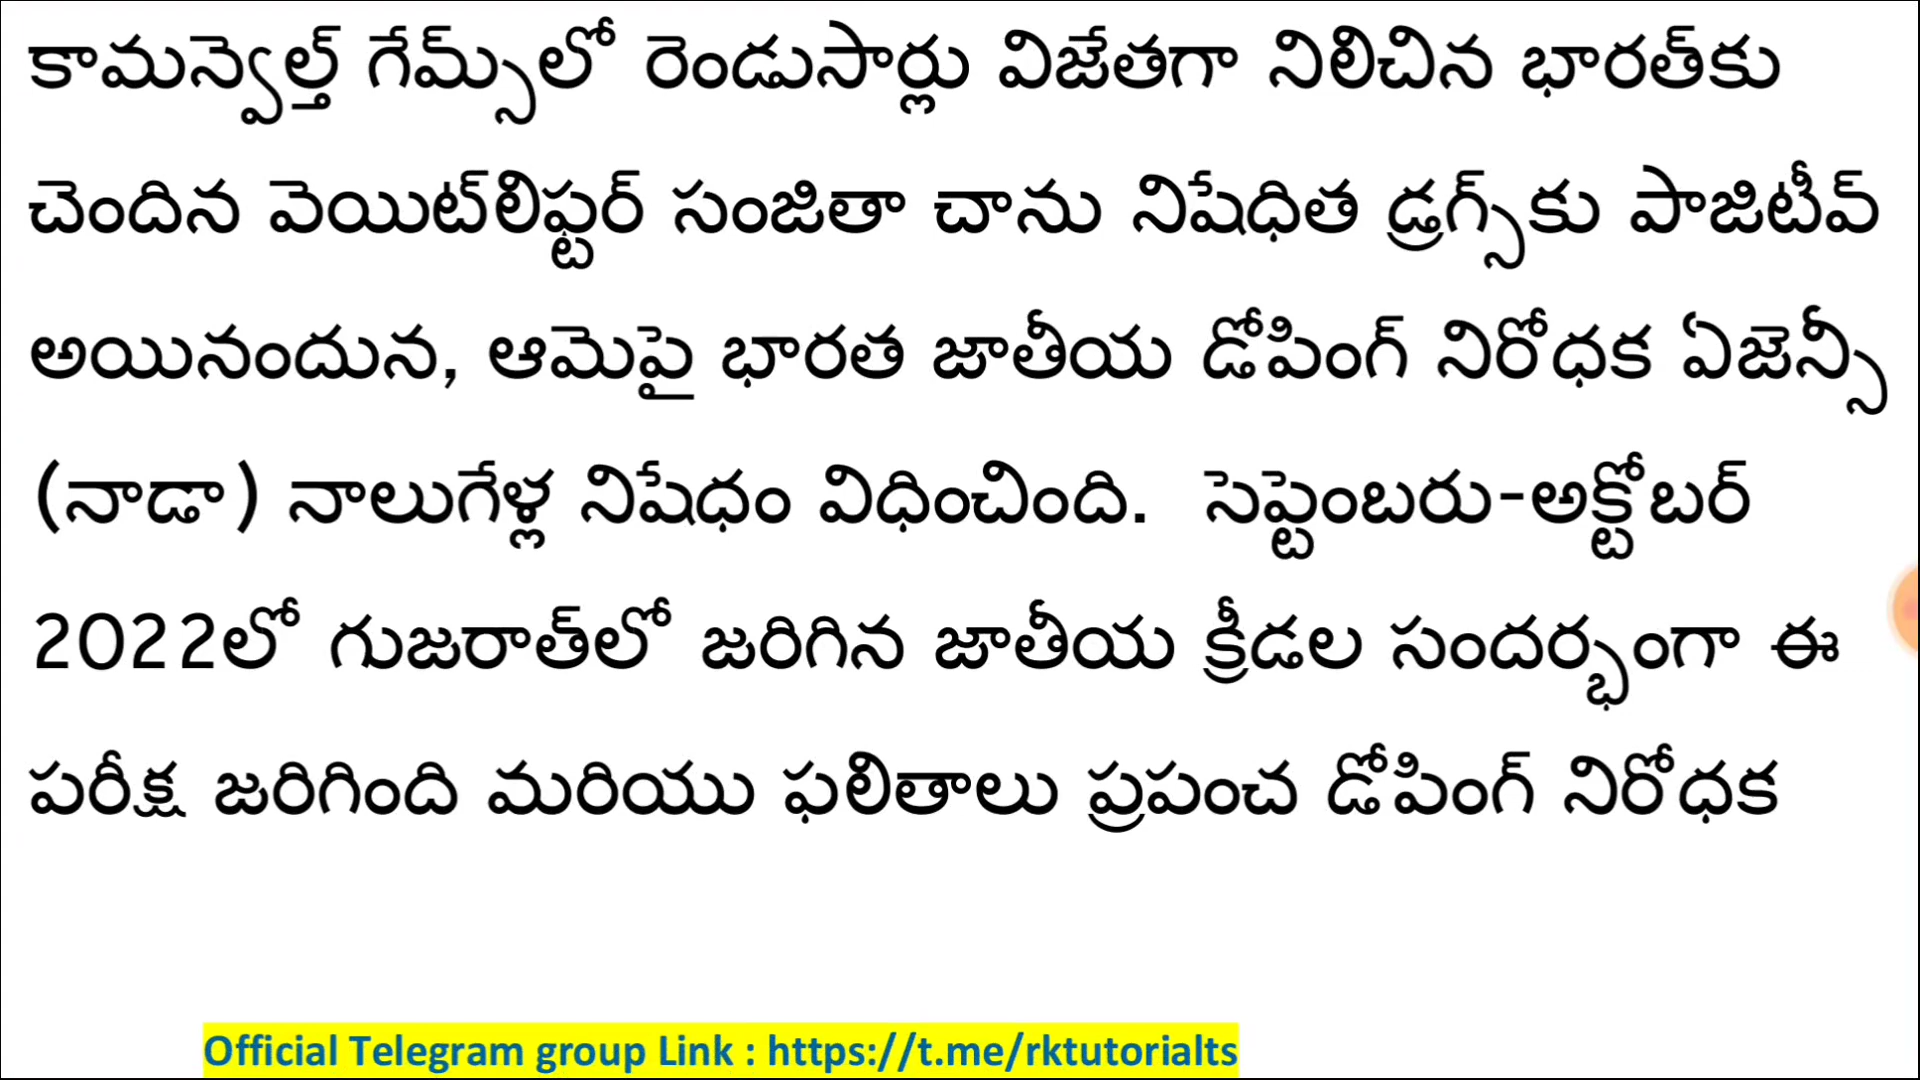 కామన్వెల్త్ గేమ్స్‌లో రెండుసార్లు విజేతగా నిలిచిన భారత్‌కు
చెందిన వెయిట్‌లిఫ్టర్ సంజితా చాను నిషేధిత డ్రగ్స్‌కు పాజిటీవ్
అయినందున, ఆమెపై భారత జాతీయ డోపింగ్ నిరోధక ఏజెన్సీ
(నాడా) నాలుగేళ్ల నిషేధం విధించింది. సెప్టెంబరు-అక్టోబర్
2022లో గుజరాత్‌లో జరిగిన జాతీయ క్రీడల సందర్భంగా ఈ
పరీక్ష జరిగింది మరియు ఫలితాలు ప్రపంచ డోపింగ్ నిరోధక
Official Telegram group Link : https://t.me/rktutorialts